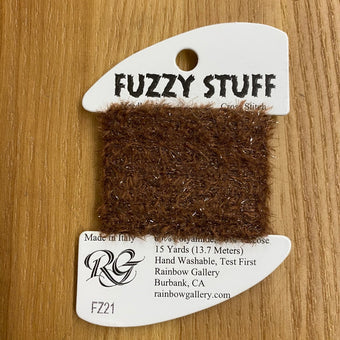 FUZZY STUFF
Cross Stitch
Made in Italy
15 Yards (13.7 Meters)
Hand Washable, Test First
Rainbow Gallery
Burbank, CA
rainbowgallery.com
RG
FZ21